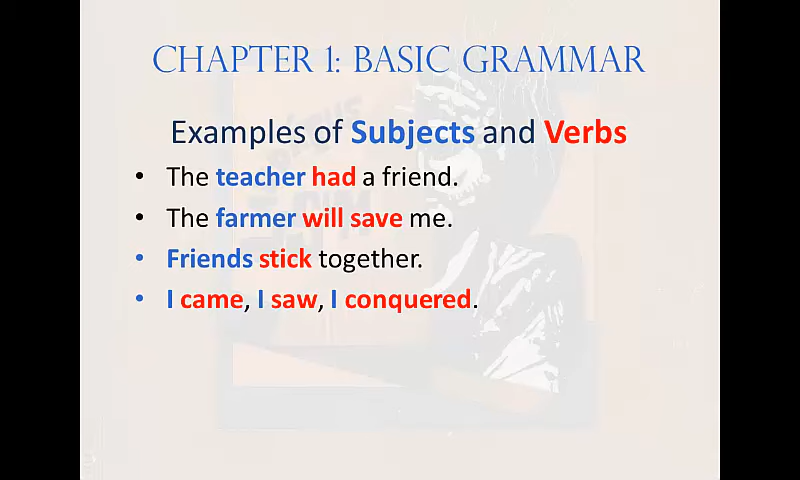 CHAPTER 1: BASIC GRAMMAR
Examples of Subjects and Verbs
• The teacher had a friend.
• The farmer will save me.
• Friends stick together.
• I came, I saw, I conquered.